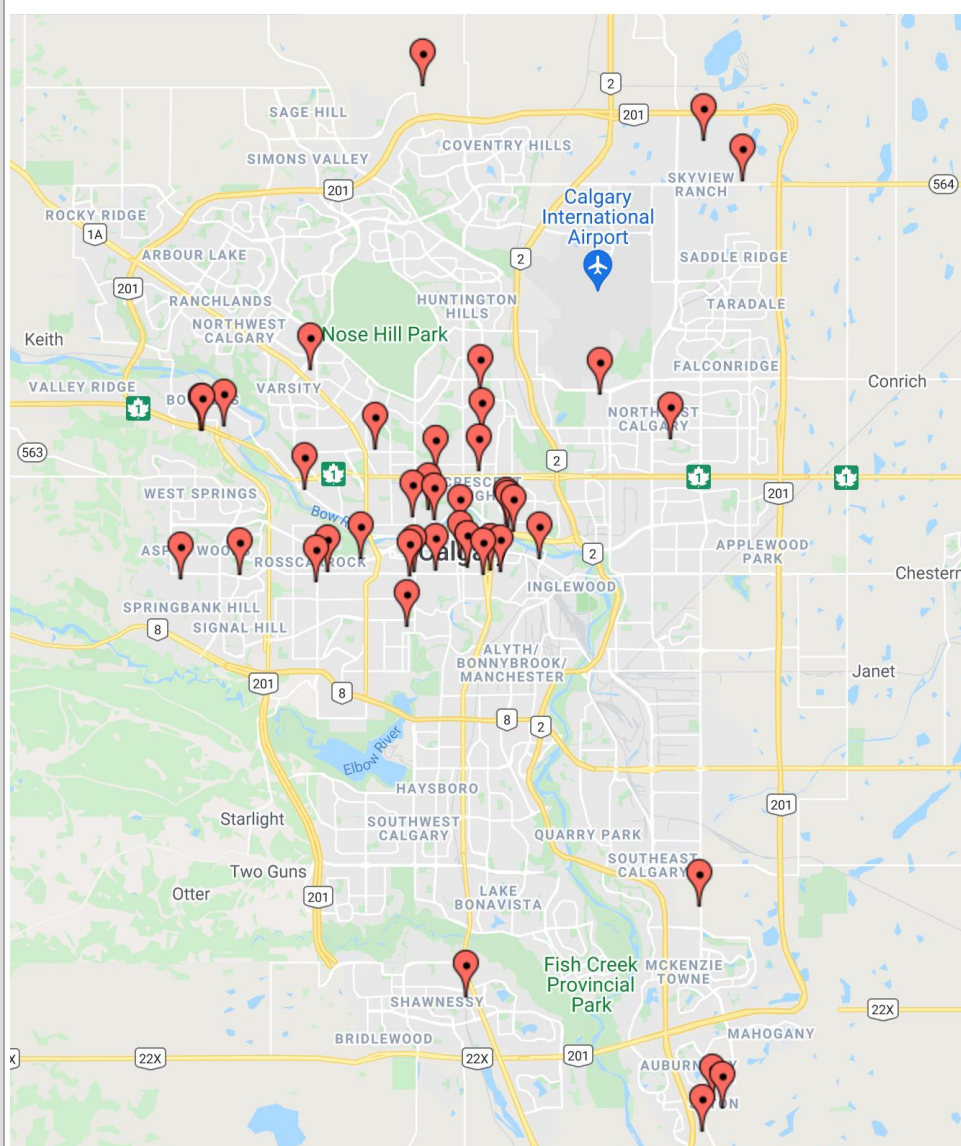 2
201
SAGE HILL
COVENTRY HILLS
SIMONS VALLEY
201
SKYVIEW
RANCH
564
Calgary
International
Airport
ROCKY RIDGE
1A
ARBOUR LAKE
2
SADDLE RIDGE
201
RANCHLANDS
HUNTINGTON
HILLS
TARADALE
NORTHWEST
CALGARY
Nose Hill Park
Keith
FALCONRIDGE
VALLEY RIDGE
VARSITY
Conrich
1
563
2
1
1
1
201
WEST SPRINGS
Bow
2
APPLEWOOD
PARK
Chestern
INGLEWOOD
SPRINGBANK HILL
8
SIGNAL HILL
ALYTH/
BONNYBROOK/
MANCHESTER
Janet
201
8
8
2
Elbow River
HAYSBORO
201
Starlight
SOUTHWEST
CALGARY
QUARRY PARK
SOUTHEAST
CALGARY
Two Guns
Otter
201
LAKE
BONAVISTA
Fish Creek
Provincial
Park
MCKENZIE
TOWNE
SHAWNESSY
22X
MAHOGANY
BRIDLEWOOD
X
22X
22X
201
AUBURN